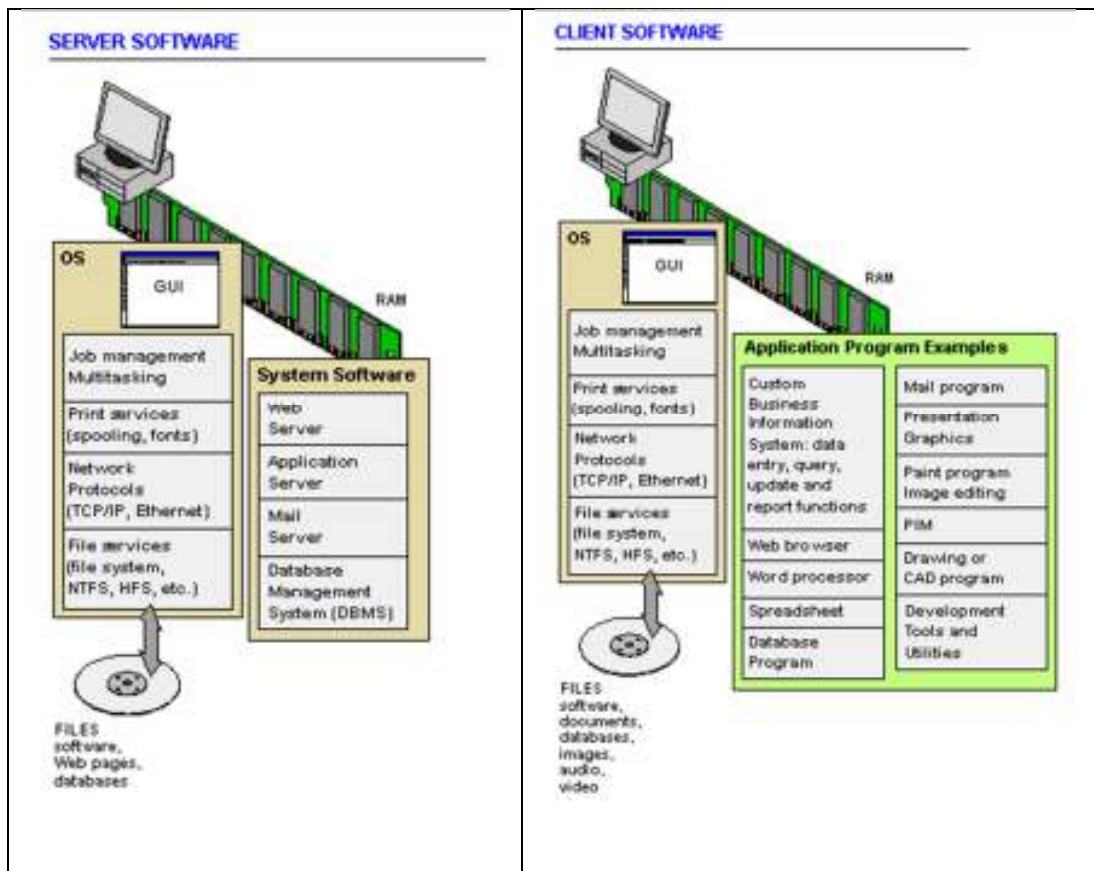 SERVER SOFTWARE
OS
GUI
RAM
Job management
Multitasking
Print services
(spooling, fonts)
Network
Protocols
(TCP/IP, Ethernet)
File services
(file system,
NTFS, HFS, etc.)
System Software
Web
Server
Application
Server
Mail
Server
Database
Management
System (DBMS)
FILES
software,
Web pages,
databases
CLIENT SOFTWARE
OS
GUI
RAM
Job management
Multitasking
Print services
(spooling, fonts)
Network
Protocols
(TCP/IP, Ethernet)
File services
(file system,
NTFS, HFS, etc.)
Application Program Examples
Custom
Business
Information
System: data
entry, query,
update and
report functions
Web browser
Word processor
Spreadsheet
Database
Program
Mail program
Presentation
Graphics
Paint program
Image editing
PIM
Drawing or
CAD program
Development
Tools and
Utilities
FILES
software,
documents,
databases,
images,
audio,
video